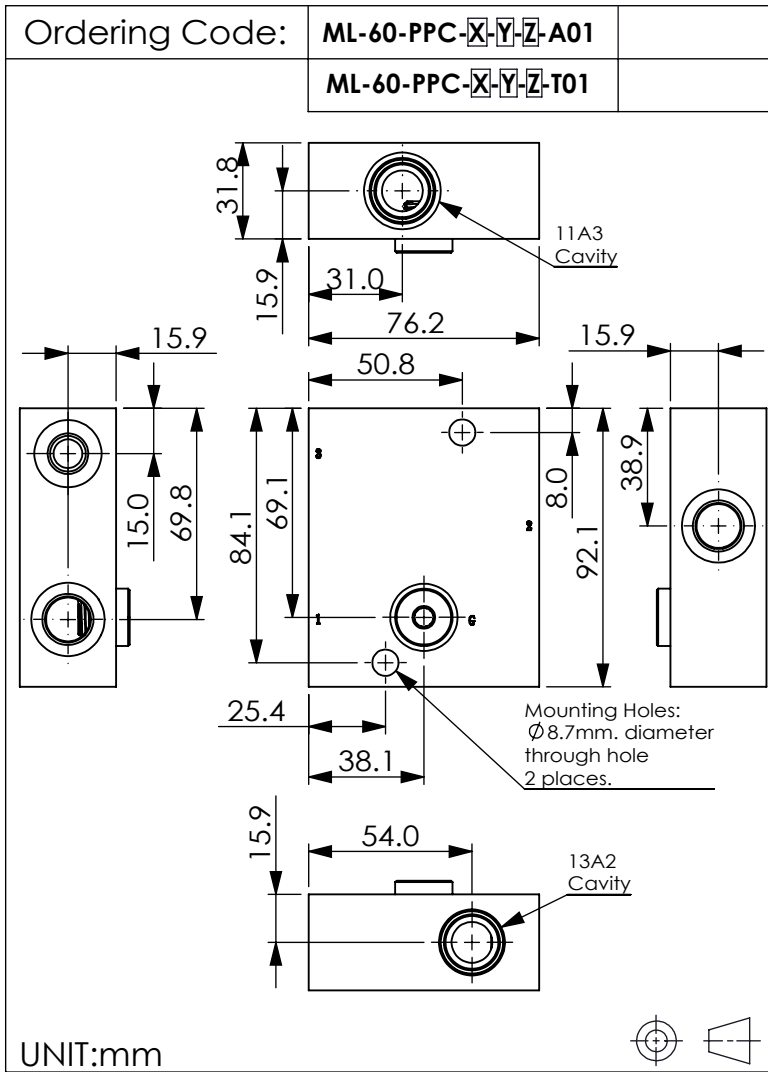 Ordering Code:
ML-60-PPC-X-Y-Z-A01
ML-60-PPC-X-Y-Z-T01
31.8
15.9
31.0
76.2
11A3
Cavity
15.9
50.8
15.9
15.0
69.8
84.1
69.1
8.0
92.1
38.9
1
G
25.4
38.1
Mounting Holes:
Ø8.7mm. diameter
through hole
2 places.
15.9
54.0
13A2
Cavity
UNIT:mm